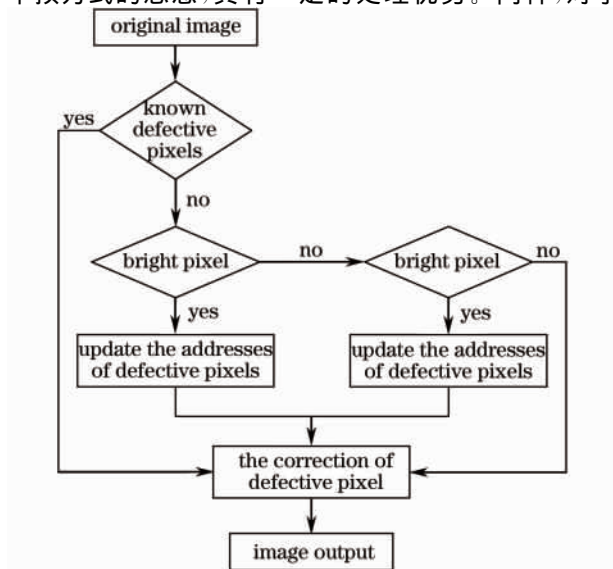 original image
yes
known
defective
pixels
no
bright pixel
no
bright pixel
no
yes
yes
update the addresses
of defective pixels
update the addresses
of defective pixels
the correction of
defective pixel
image output